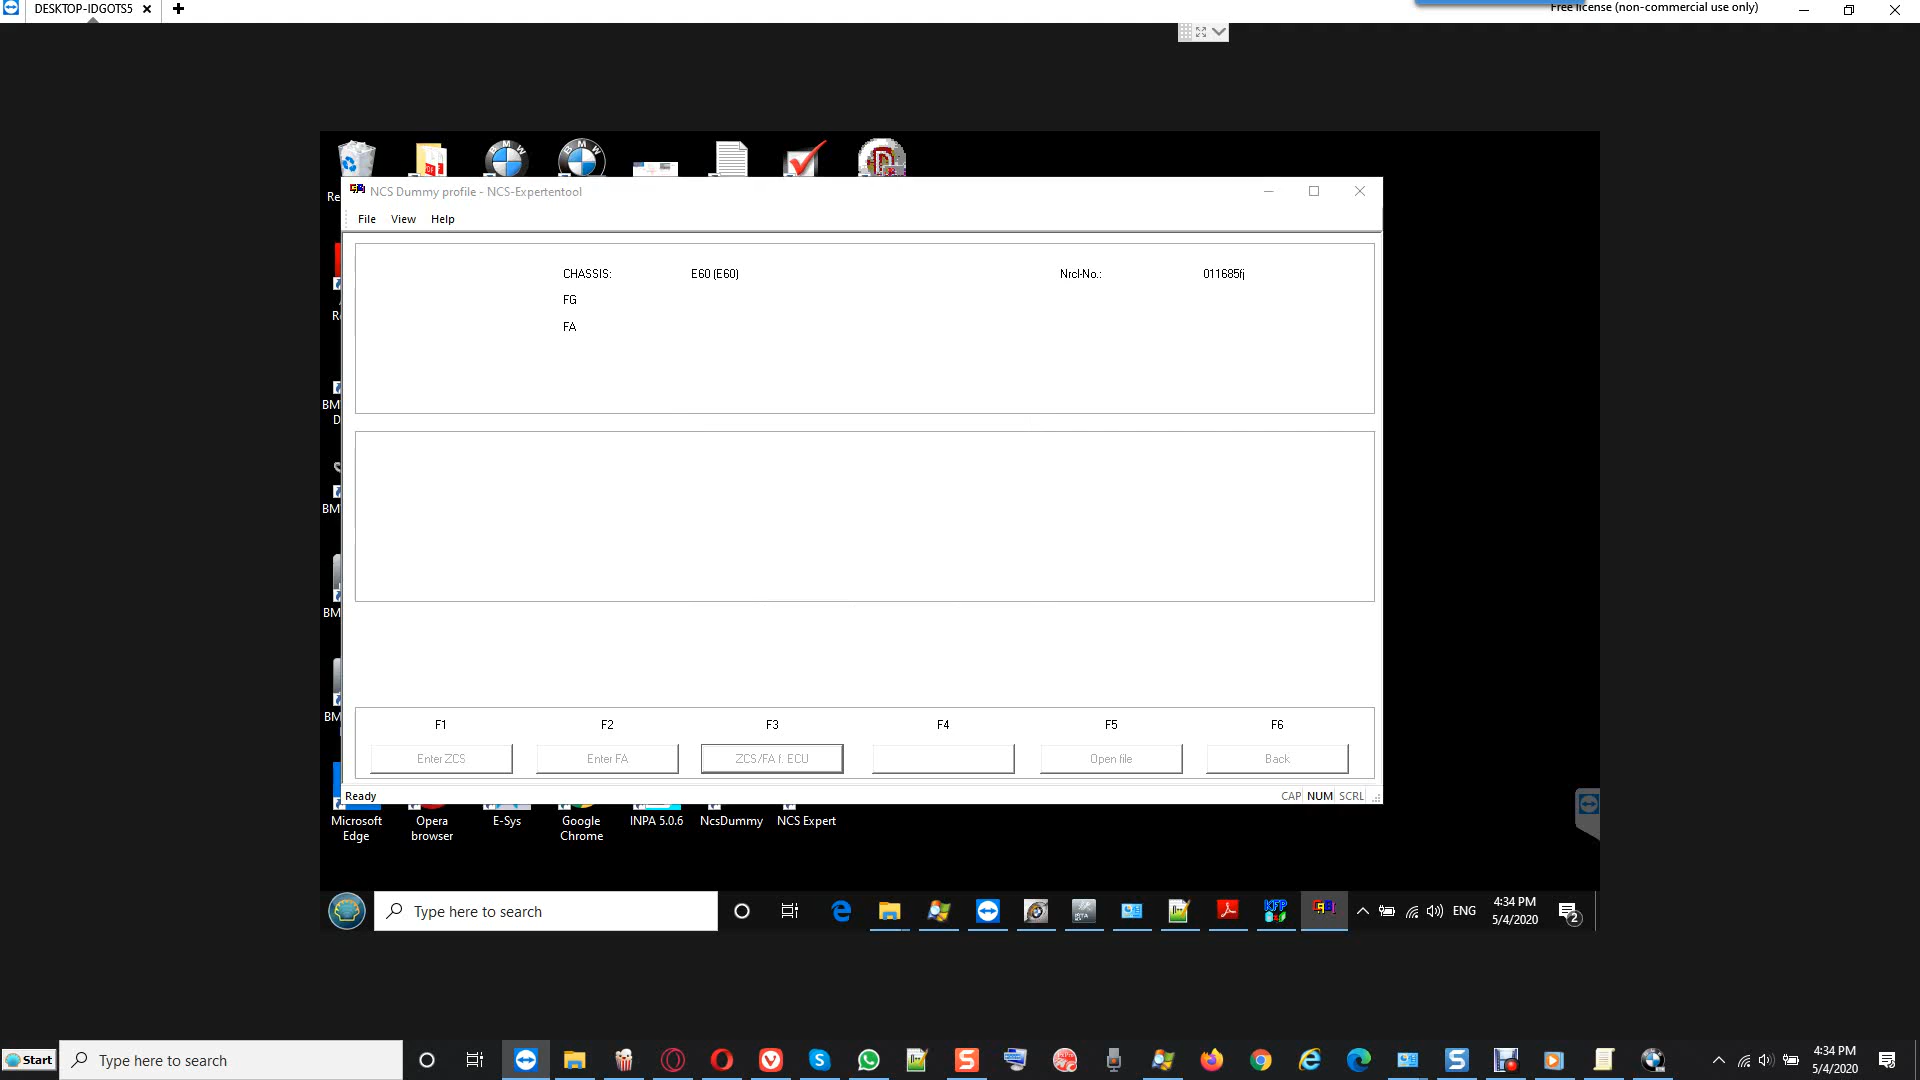 DESKTOP-IDGOTS5
Free license (non-commercial use only)
NCS Dummy profile - NCS-Expertentool
File View Help
CHASSIS: E60 (E60) Nrcl-No.: 011685fj
FG
FA
F1 F2 F3 F4 F5 F6
Enter ZCS Enter FA ZCS/FA f. ECU Open file Back
Ready CAP NUM SCRL
Microsoft Edge
Opera browser
E-Sys
Google Chrome
INPA 5.0.6
NcsDummy
NCS Expert
Type here to search
ENG
4:34 PM
5/4/2020
2
Start
Type here to search
4:34 PM
5/4/2020